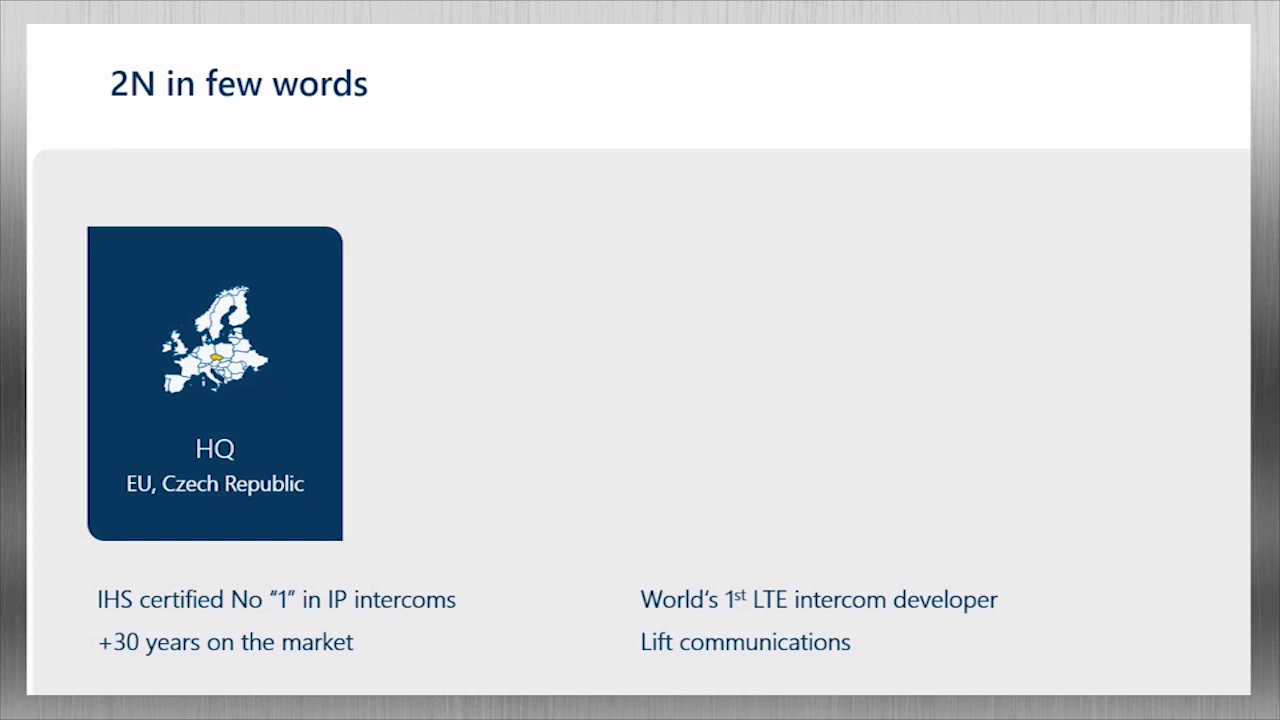 2N in few words
HQ
EU, Czech Republic
IHS certified No “1” in IP intercoms
+30 years on the market
World‘s 1st LTE intercom developer
Lift communications